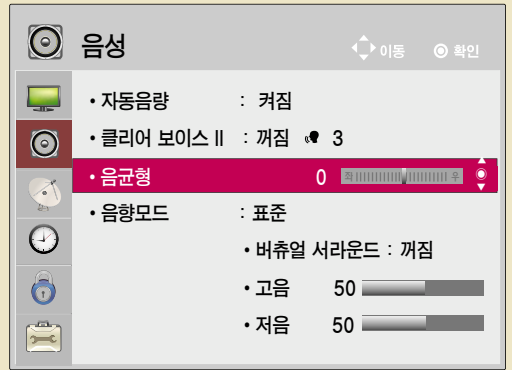 음성 이동 확인
• 자동음량 : 켜짐
• 클리어 보이스 II : 꺼짐 3
• 음균형 0 좌 우
• 음향모드 : 표준
• 버츄얼 서라운드 : 꺼짐
• 고음 50
• 저음 50